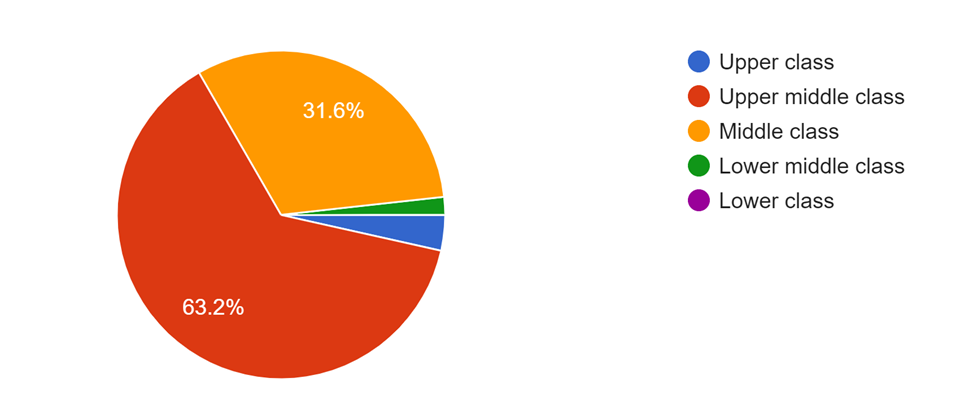 31.6%
63.2%
Upper class
Upper middle class
Middle class
Lower middle class
Lower class